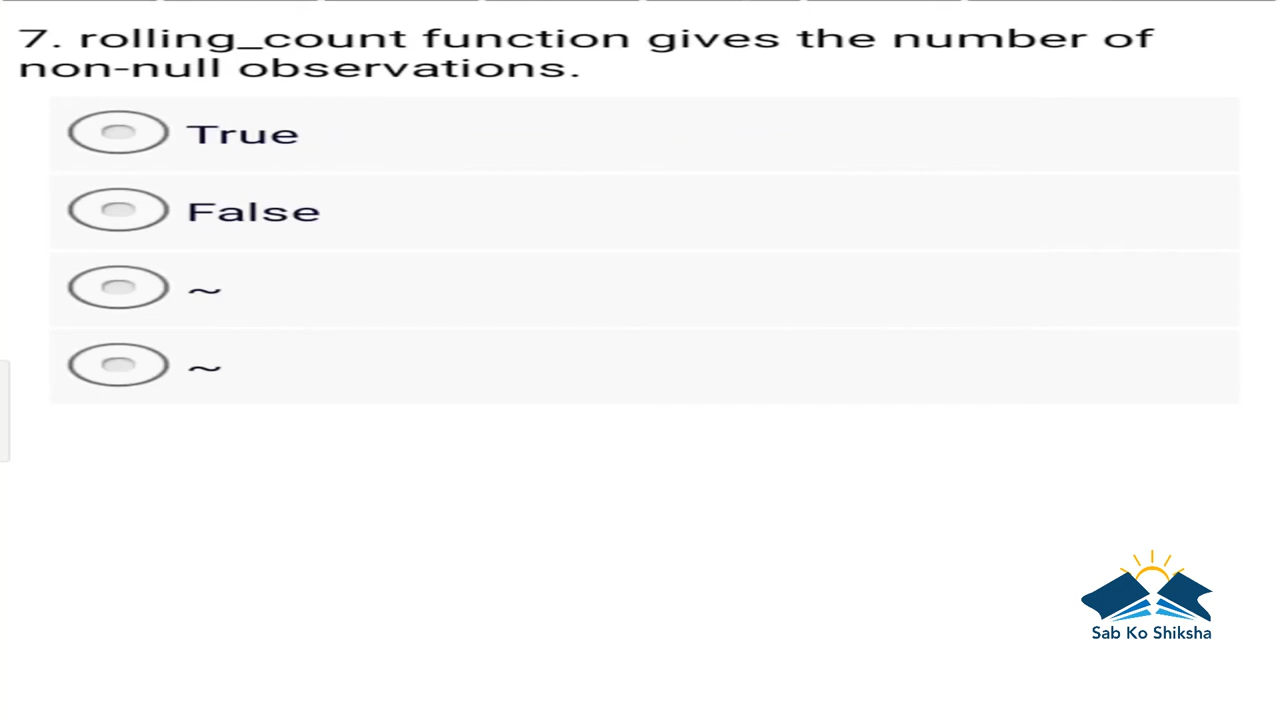 7. rolling_count function gives the number of
non-null observations.
True
False
~
~
Sab Ko Shiksha